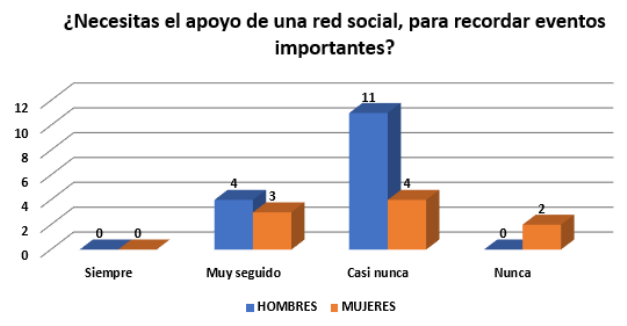 ¿Necesitas el apoyo de una red social, para recordar eventos
importantes?
12
10
8
6
4
2
0
0 0
4 3
11 4
0 2
Siempre Muy seguido Casi nunca Nunca
HOMBRES MUJERES